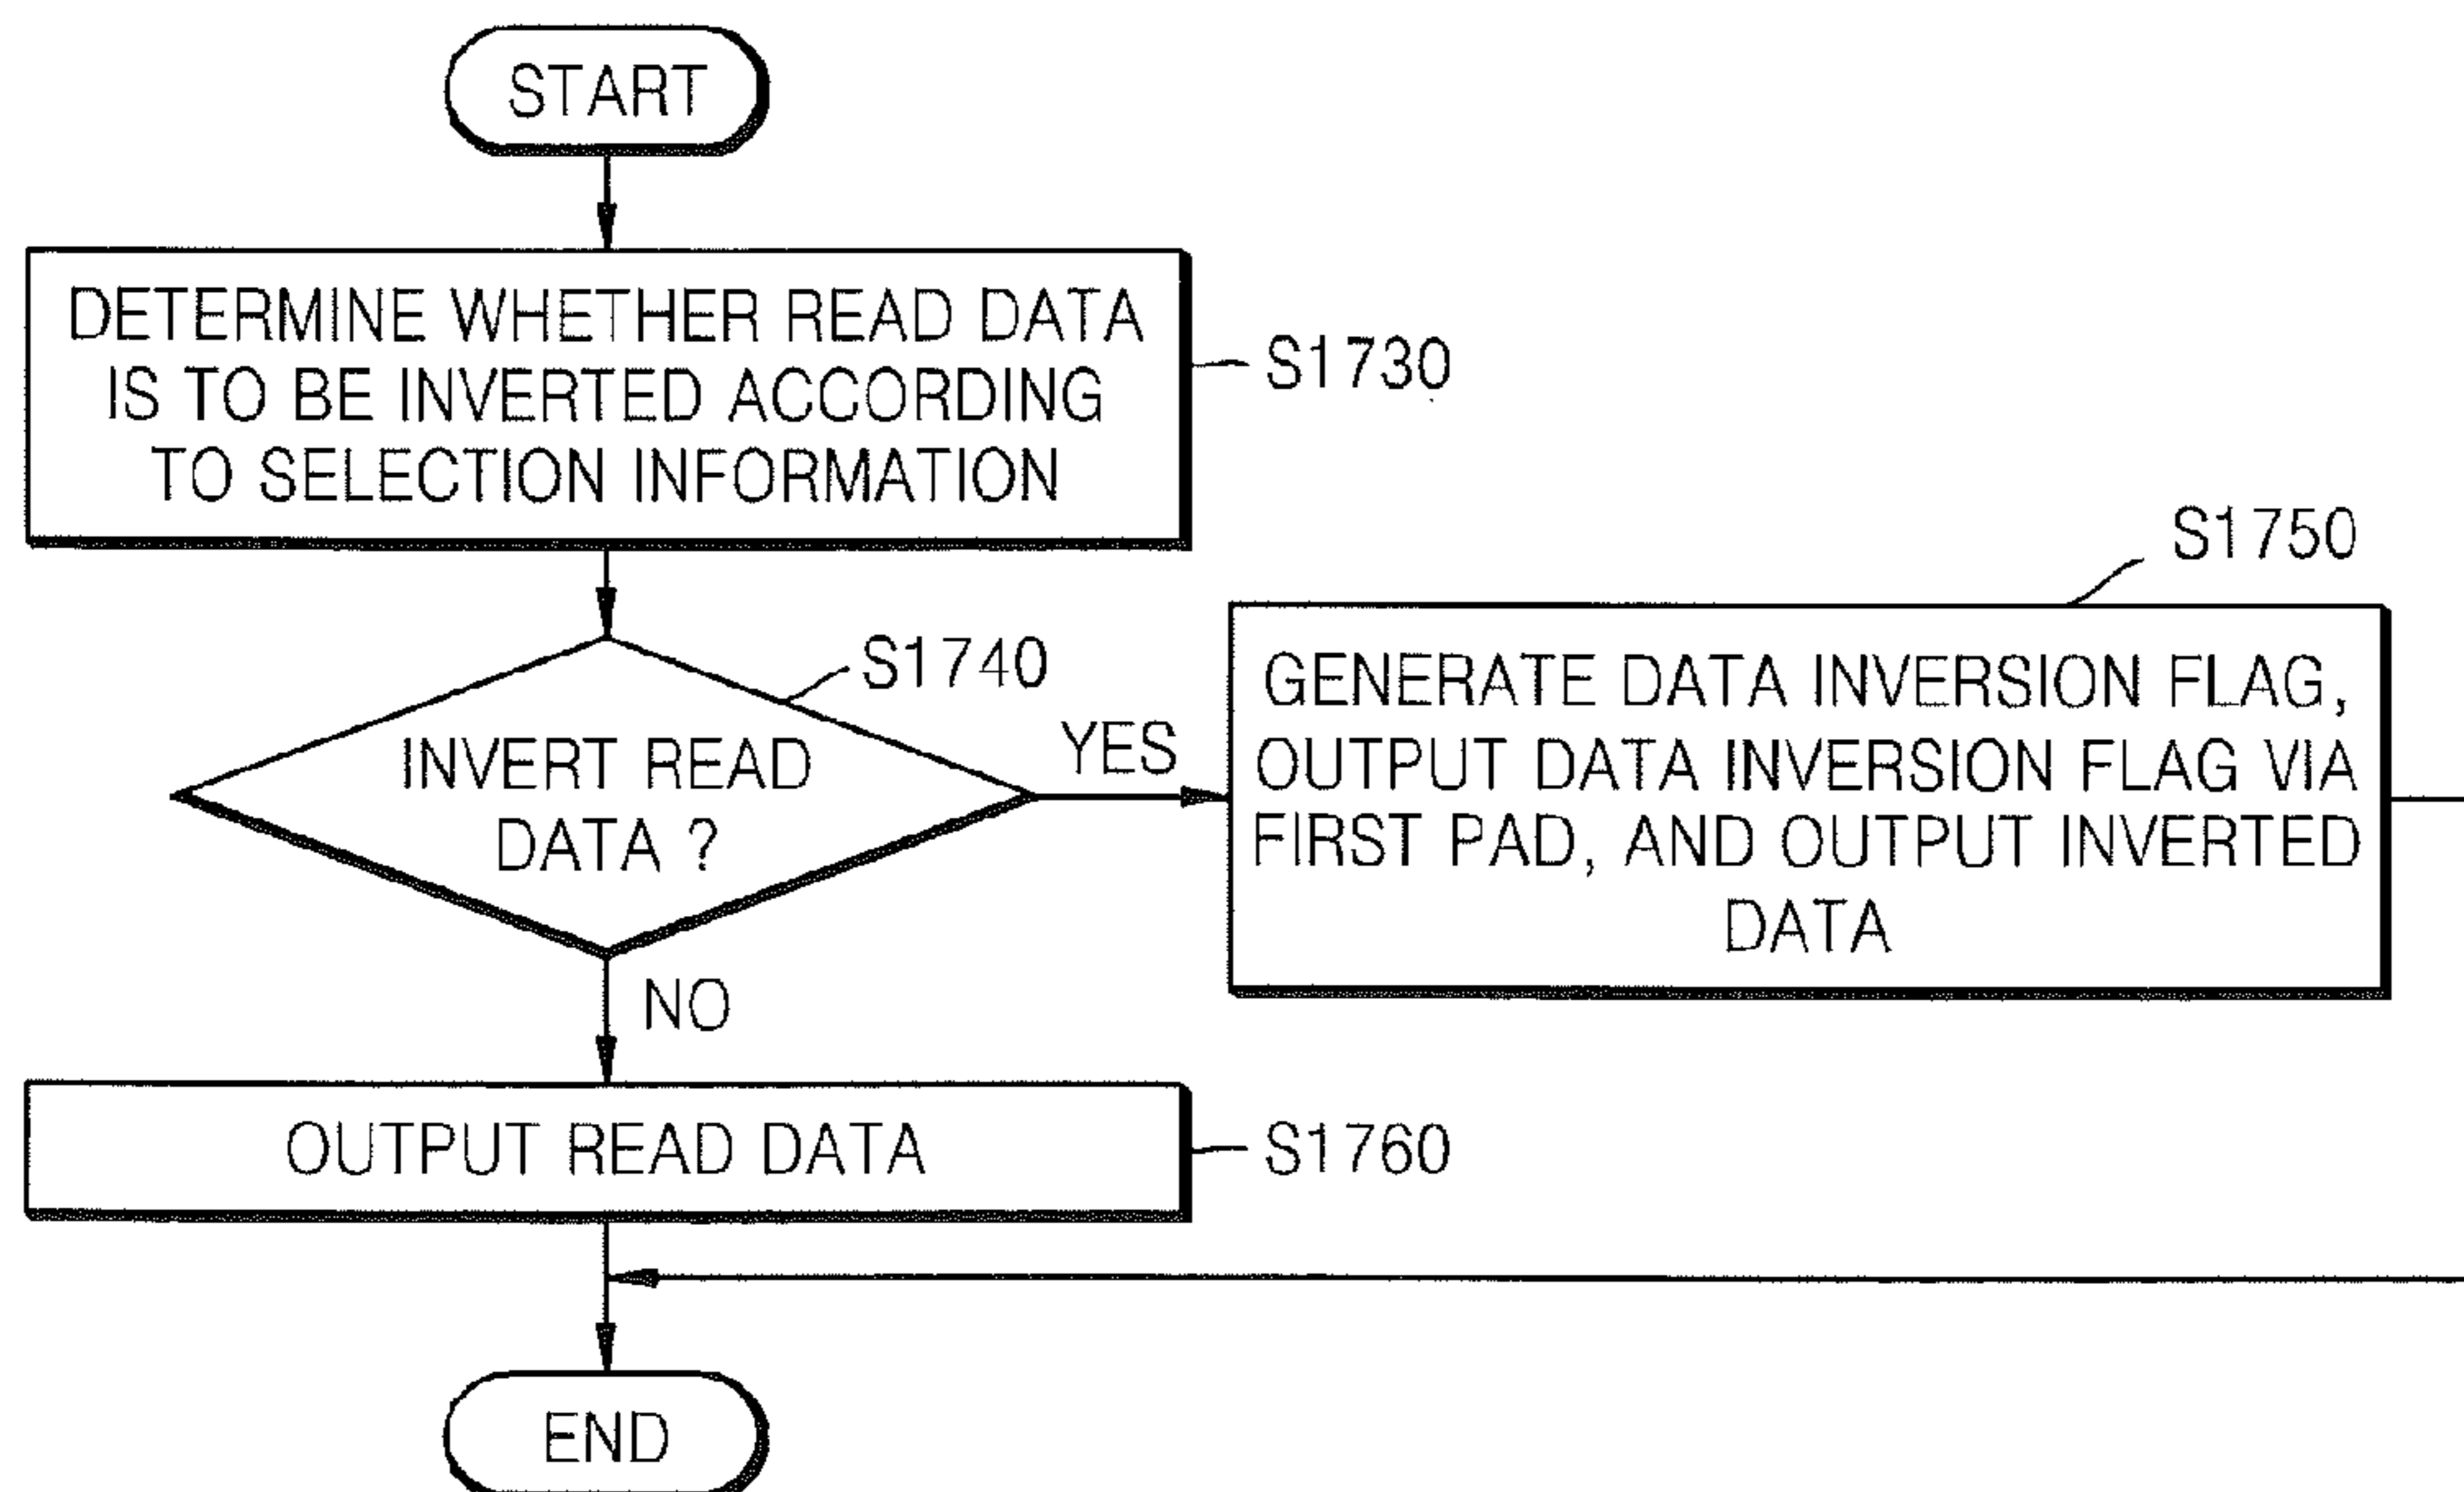 START
DETERMINE WHETHER READ DATA
IS TO BE INVERTED ACCORDING
TO SELECTION INFORMATION
S1730
S1740
INVERT READ
DATA ?
YES
S1750
GENERATE DATA INVERSION FLAG,
OUTPUT DATA INVERSION FLAG VIA
FIRST PAD, AND OUTPUT INVERTED
DATA
NO
OUTPUT READ DATA
S1760
END